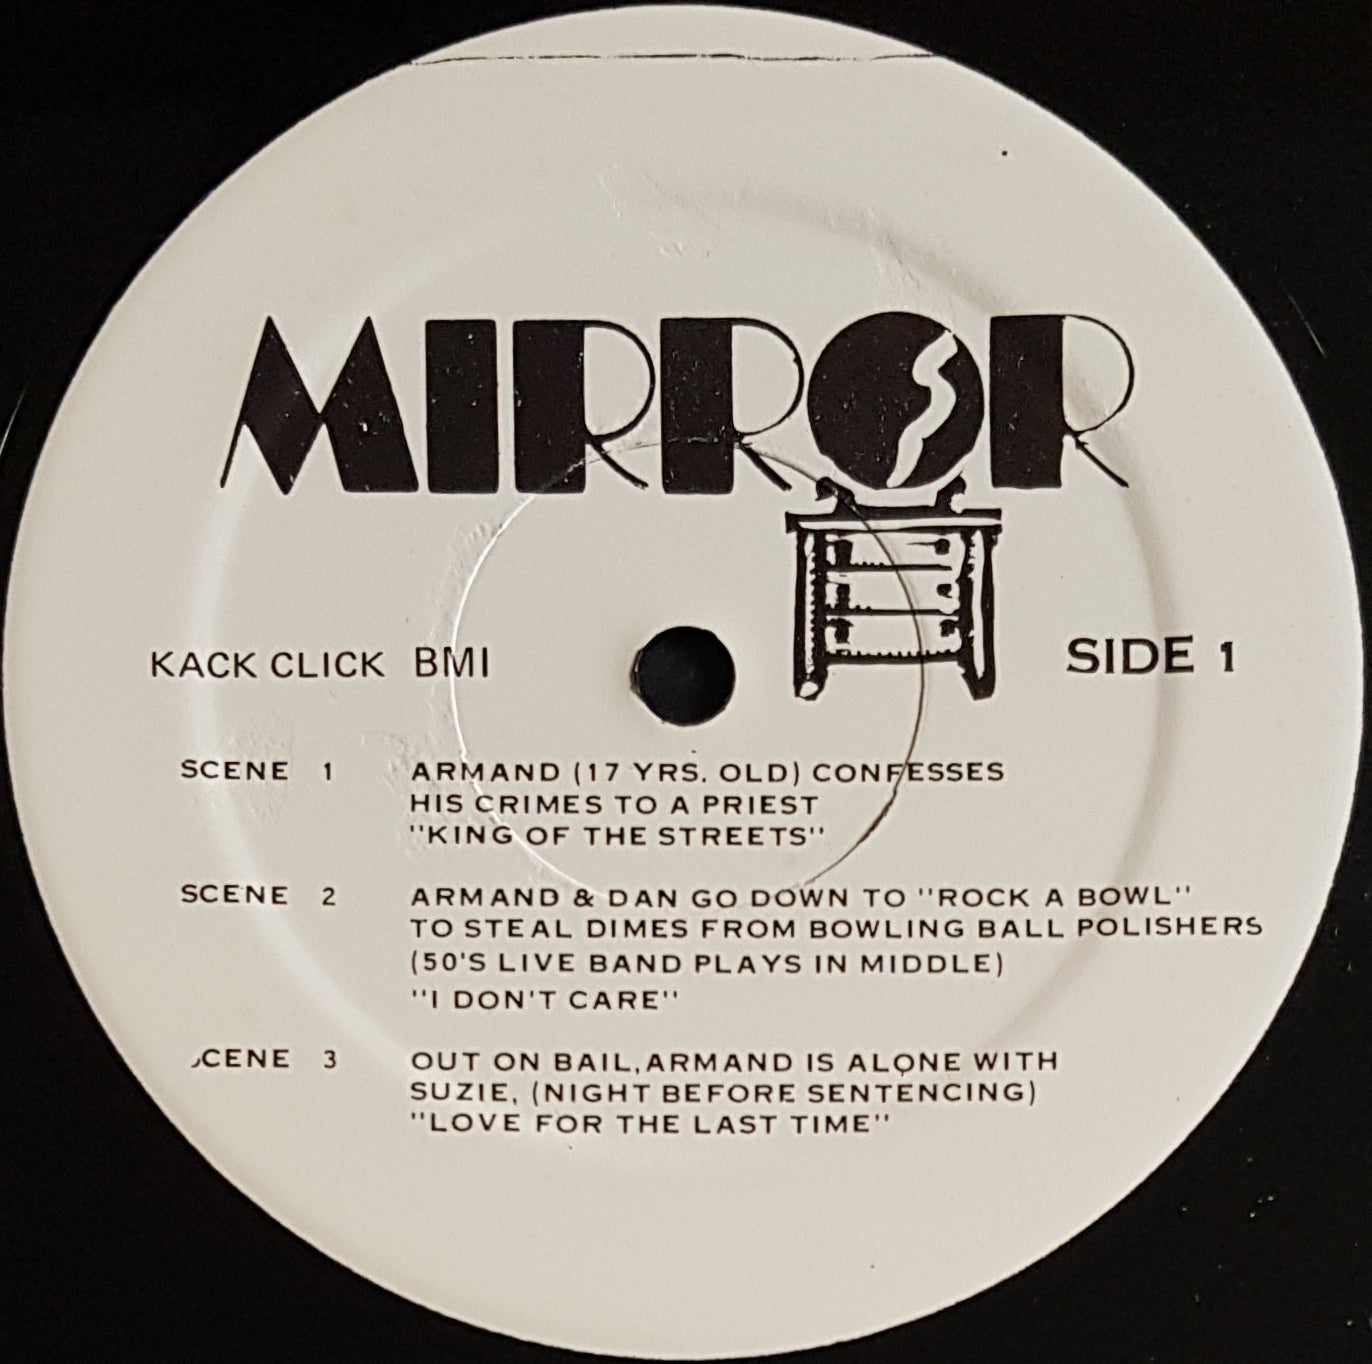 MIRROR
KACK CLICK BMI
SIDE 1
SCENE 1 ARMAND (17 YRS. OLD) CONFESSES
HIS CRIMES TO A PRIEST
"KING OF THE STREETS"
SCENE 2 ARMAND & DAN GO DOWN TO "ROCK A BOWL"
TO STEAL DIMES FROM BOWLING BALL POLISHERS
(50'S LIVE BAND PLAYS IN MIDDLE)
"I DON'T CARE"
SCENE 3 OUT ON BAIL, ARMAND IS ALONE WITH
SUZIE, (NIGHT BEFORE SENTENCING)
"LOVE FOR THE LAST TIME"